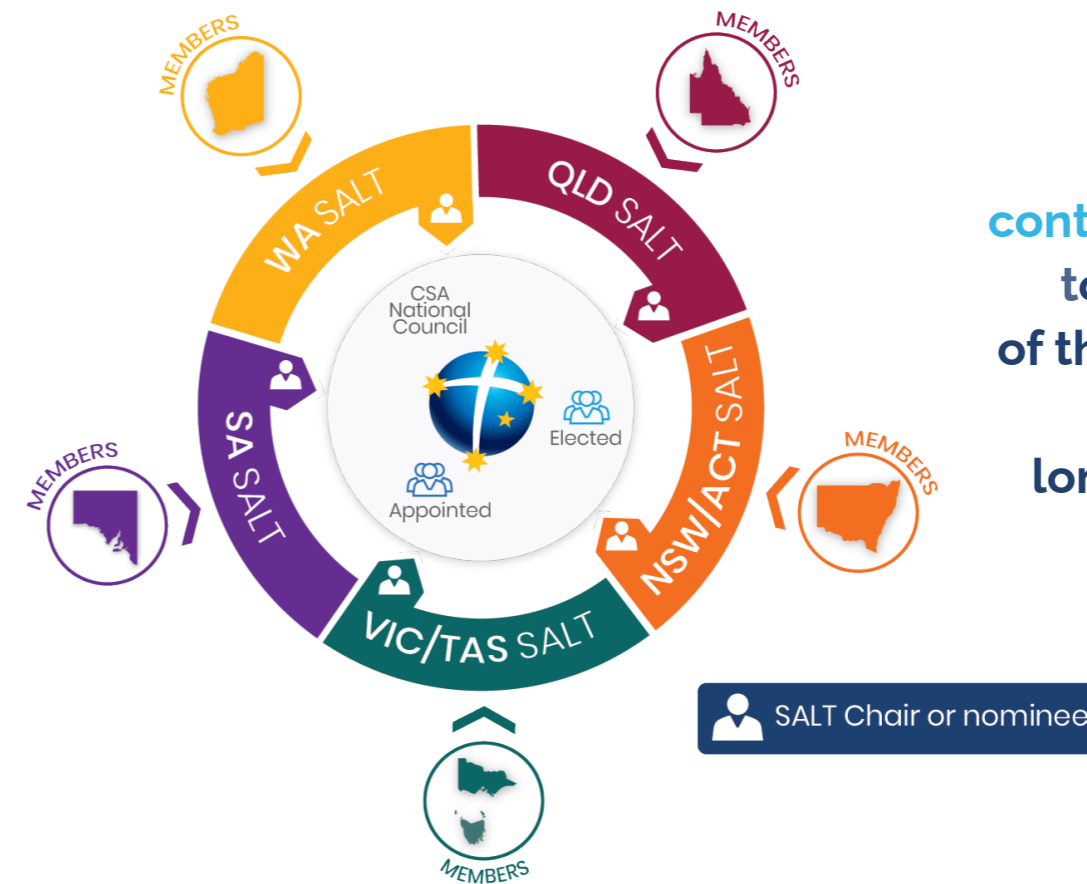 MEMBERS
MEMBERS
WA SALT
QLD SALT
CSA
National
Council
Elected
Appointed
SA SALT
NSW/ACT SALT
VIC/TAS SALT
MEMBERS
MEMBERS
MEMBERS
cont
of th
lor
SALT Chair or nominee